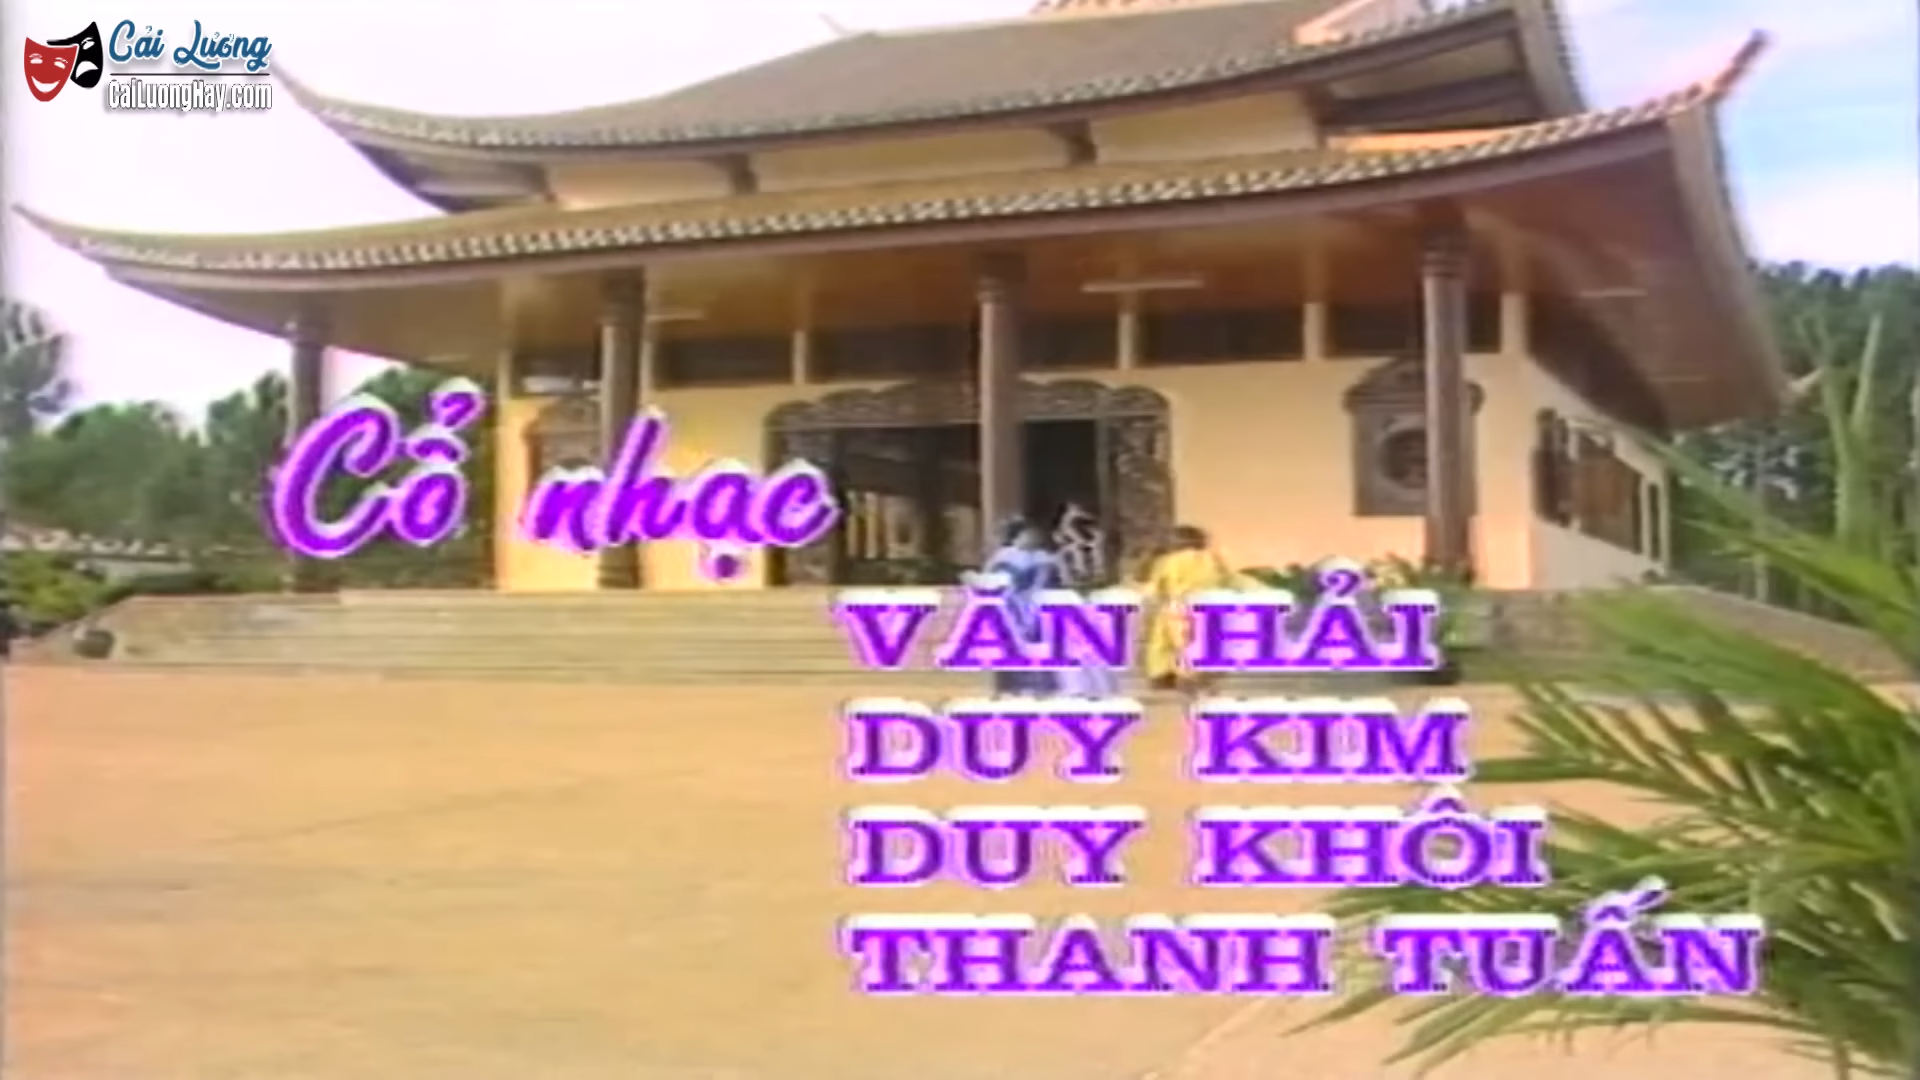 Cải Lương
CaiLuongHay.com
Cổ nhạc
VĂN HẢI
DUY KIM
DUY KHÔI
THANH TUẤN